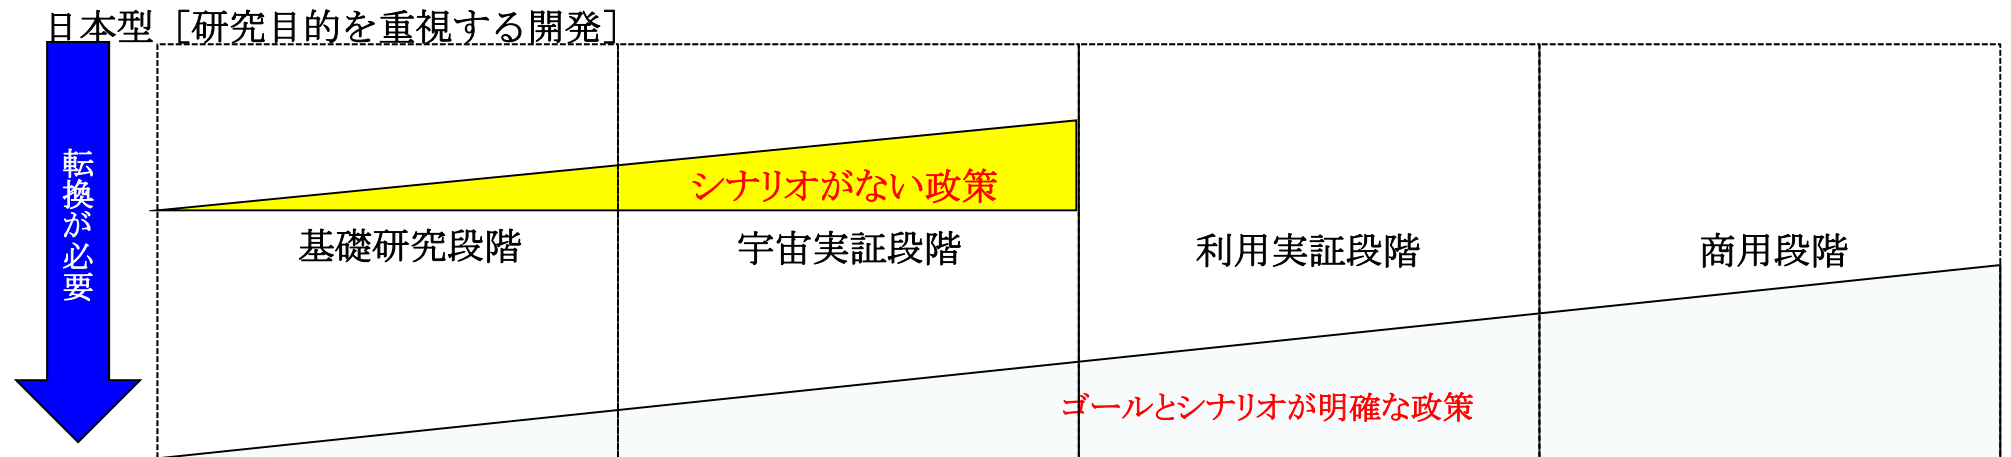 日本型［研究目的を重視する開発］
転換が必要
シナリオがない政策
基礎研究段階
宇宙実証段階
利用実証段階
商用段階
ゴールとシナリオが明確な政策